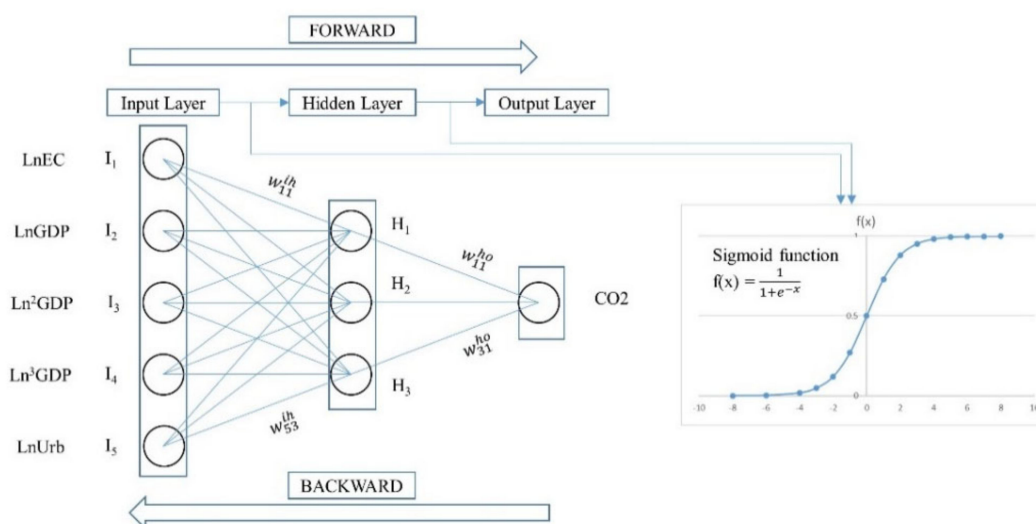 FORWARD
Input Layer
Hidden Layer
Output Layer
LnEC I₁
LnGDP I₂
Ln²GDP I₃
Ln³GDP I₄
LnUrb I₅
w₁₁ⁱʰ
w₅₃ⁱʰ
H₁
H₂
H₃
w₁₁ʰᵒ
w₃₁ʰᵒ
CO2
f(x)
Sigmoid function
f(x) = 1/(1+e⁻ˣ)
1
0.5
0
-10 -8 -6 -4 -2 0 2 4 6 8 10
BACKWARD